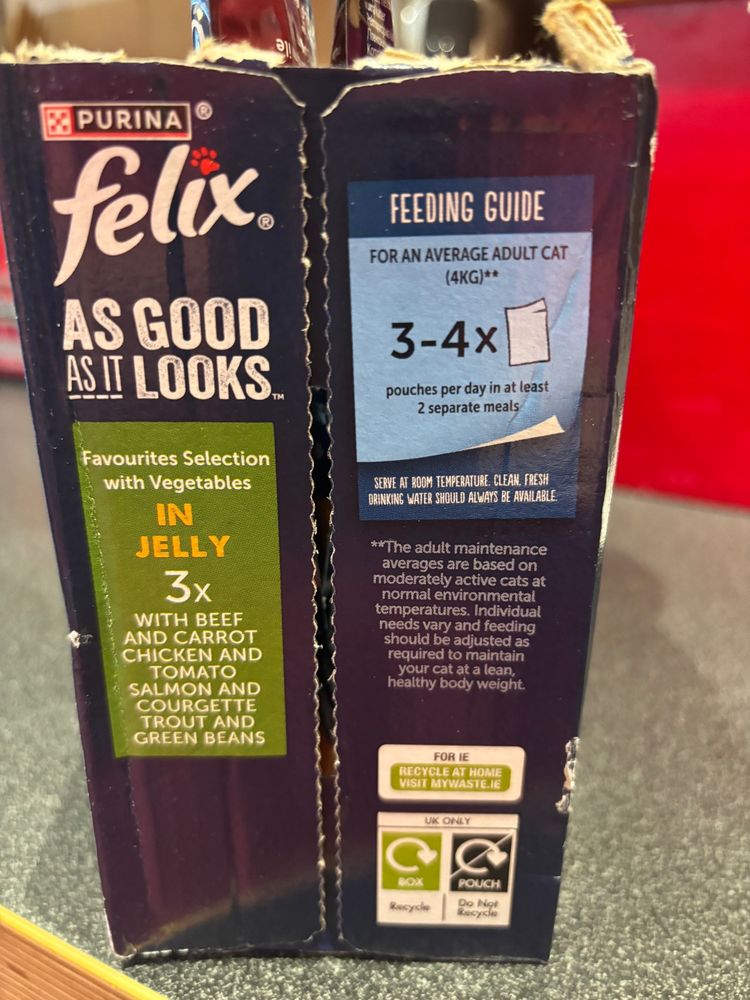 PURINA®
felix®
AS GOOD
AS IT LOOKS™
Favourites Selection
with Vegetables
IN
JELLY
3x
WITH BEEF
AND CARROT
CHICKEN AND
TOMATO
SALMON AND
COURGETTE
TROUT AND
GREEN BEANS
FEEDING GUIDE
FOR AN AVERAGE ADULT CAT
(4KG)**
3-4x
pouches per day in at least
2 separate meals
SERVE AT ROOM TEMPERATURE. CLEAN, FRESH
DRINKING WATER SHOULD ALWAYS BE AVAILABLE.
**The adult maintenance
averages are based on
moderately active cats at
normal environmental
temperatures. Individual
needs vary and feeding
should be adjusted as
required to maintain
your cat at a lean,
healthy body weight.
FOR IE
RECYCLE AT HOME
VISIT MYWASTE.IE
UK ONLY
BOX
POUCH
Recycle
Do Not
Recycle